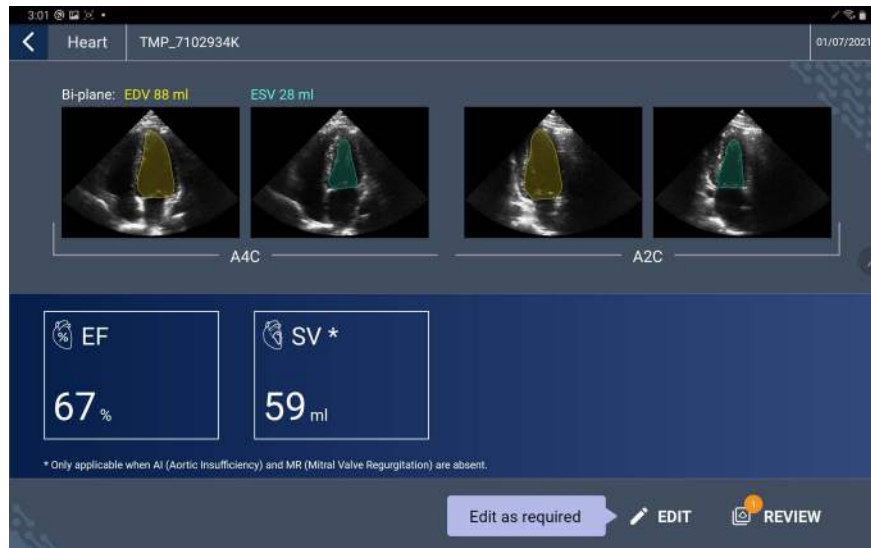 3:01
Heart TMP_7102934K 01/07/2021
Bi-plane: EDV 88 ml ESV 28 ml
A4C A2C
% EF
67 %
SV *
59 ml
* Only applicable when AI (Aortic Insufficiency) and MR (Mitral Valve Regurgitation) are absent.
Edit as required EDIT 1 REVIEW